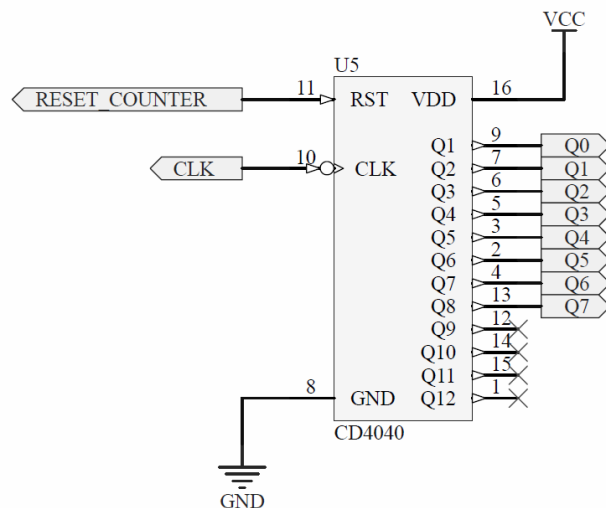 VCC
U5
RESET_COUNTER 11 RST VDD 16
Q1 9 Q0
CLK 10 CLK Q2 7 Q1
Q3 6 Q2
Q4 5 Q3
Q5 3 Q4
Q6 2 Q5
Q7 4 Q6
Q8 13 Q7
Q9 12
Q10 14
Q11 15
8 GND Q12 1
CD4040
GND